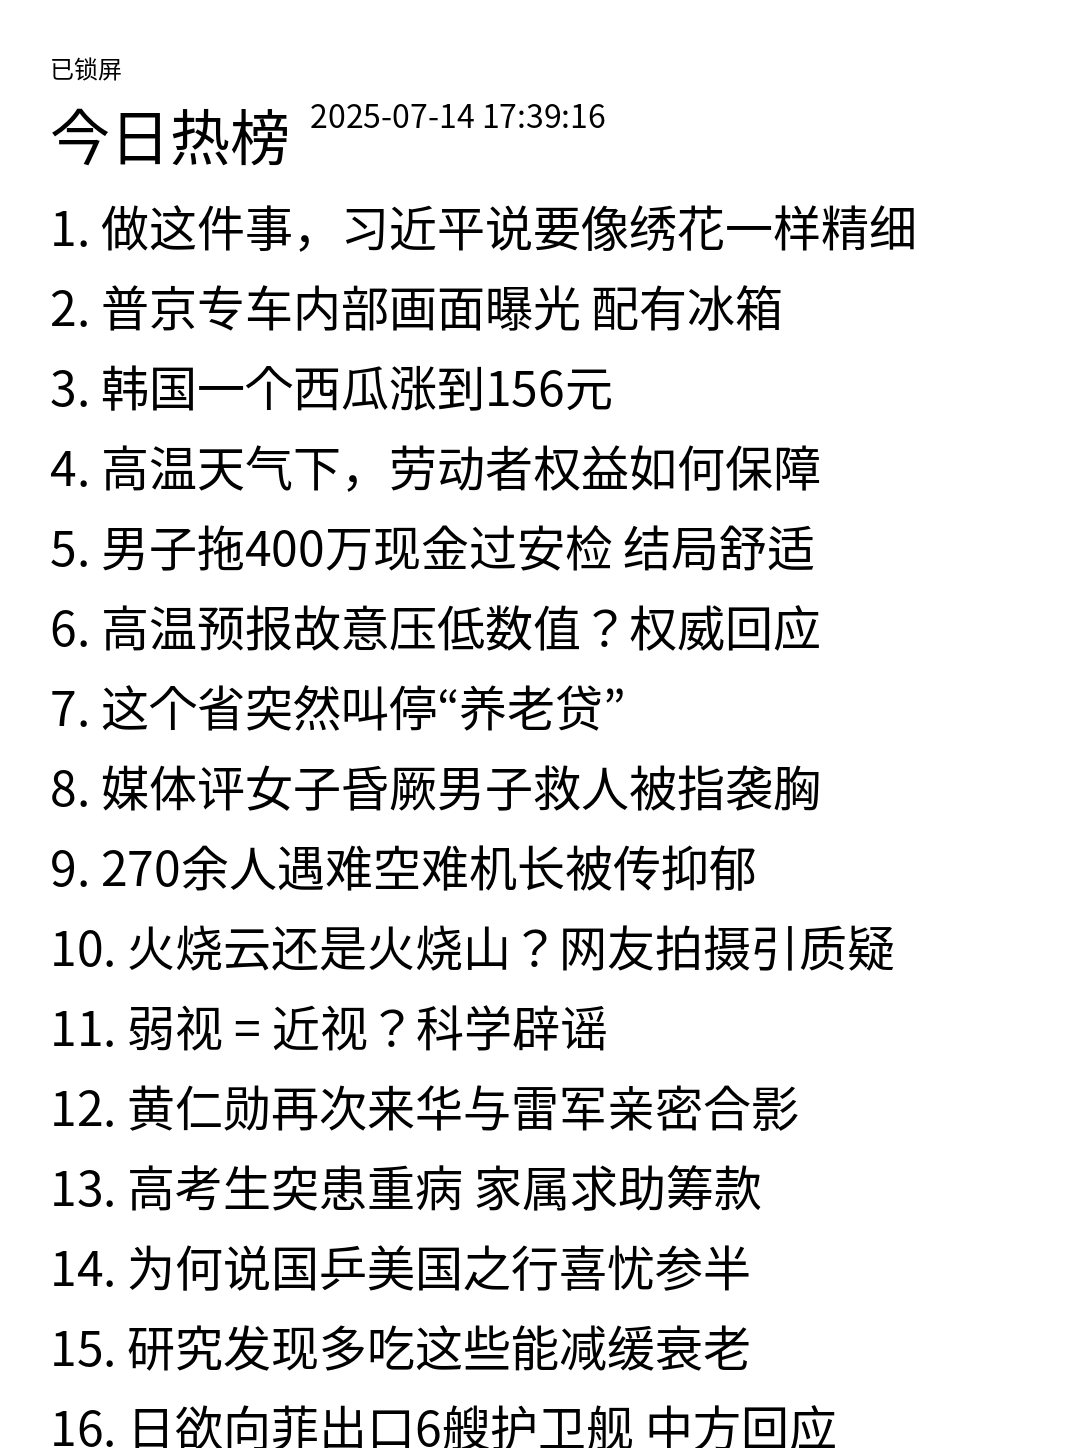 已锁屏
今日热榜 2025-07-14 17:39:16
1. 做这件事，习近平说要像绣花一样精细
2. 普京专车内部画面曝光 配有冰箱
3. 韩国一个西瓜涨到156元
4. 高温天气下，劳动者权益如何保障
5. 男子拖400万现金过安检 结局舒适
6. 高温预报故意压低数值？权威回应
7. 这个省突然叫停“养老贷”
8. 媒体评女子昏厥男子救人被指袭胸
9. 270余人遇难空难机长被传抑郁
10. 火烧云还是火烧山？网友拍摄引质疑
11. 弱视 = 近视？科学辟谣
12. 黄仁勋再次来华与雷军亲密合影
13. 高考生突患重病 家属求助筹款
14. 为何说国乒美国之行喜忧参半
15. 研究发现多吃这些能减缓衰老
16. 日欲向菲出口6艘护卫舰 中方回应